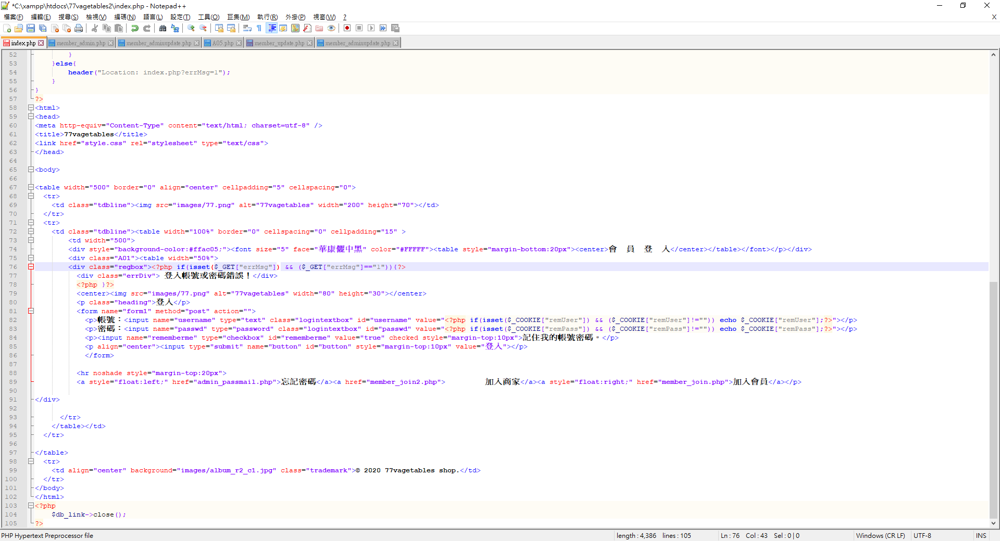 *C:\xampp\htdocs\77vagetables2\index.php - Notepad++
檔案(F) 編輯(E) 搜尋(S) 檢視(V) 編碼(N) 語言(L) 設定(T) 工具(O) 巨集(M) 執行(R) 外掛(P) 視窗(W) ? X
index.php member_admin.php member_adminupdate.php A05.php member_update.php member_adminupdate.php
52 }
53 }else{
54 header("Location: index.php?errMsg=1");
55 }
56 }
57 ?>
58 <html>
59 <head>
60 <meta http-equiv="Content-Type" content="text/html; charset=utf-8" />
61 <title>77vagetables</title>
62 <link href="style.css" rel="stylesheet" type="text/css">
63 </head>
64
65 <body>
66
67 <table width="500" border="0" align="center" cellpadding="5" cellspacing="0">
68 <tr>
69 <td class="tdbline"><img src="images/77.png" alt="77vagetables" width="200" height="70"></td>
70 </tr>
71 <tr>
72 <td class="tdbline"><table width="100%" border="0" cellspacing="0" cellpadding="15" >
73 <td width="500">
74 <div style="background-color:#ffac05;"><font size="5" face="華康儷中黑" color="#FFFFF"><table style="margin-bottom:20px"><center>會　員　登　入</center></table></font></p></div>
75 <div class="A01"><table width="50%">
76 <div class="regbox"><?php if(isset($_GET["errMsg"]) && ($_GET["errMsg"]=="1")){?>
77 <div class="errDiv"> 登入帳號或密碼錯誤！</div>
78 <?php }?>
79 <center><img src="images/77.png" alt="77vagetables" width="80" height="30"></center>
80 <p class="heading">登入</p>
81 <form name="form1" method="post" action="">
82 <p>帳號：<input name="username" type="text" class="logintextbox" id="username" value="<?php if(isset($_COOKIE["remUser"]) && ($_COOKIE["remUser"]!="")) echo $_COOKIE["remUser"];?>"></p>
83 <p>密碼：<input name="passwd" type="password" class="logintextbox" id="passwd" value="<?php if(isset($_COOKIE["remPass"]) && ($_COOKIE["remPass"]!="")) echo $_COOKIE["remPass"];?>"></p>
84 <p><input name="rememberme" type="checkbox" id="rememberme" value="true" checked style="margin-top:10px">記住我的帳號密碼。</p>
85 <p align="center"><input type="submit" name="button" id="button" style="margin-top:10px" value="登入"></p>
86 </form>
87
88 <hr noshade style="margin-top:20px">
89 <a style="float:left;" href="admin_passmail.php">忘記密碼</a><a href="member_join2.php">　　　　　加入商家</a><a style="float:right;" href="member_join.php">加入會員</a></p>
90
91 </div>
92
93 </tr>
94 </table></td>
95 </tr>
96
97 </table>
98 <tr>
99 <td align="center" background="images/album_r2_c1.jpg" class="trademark">© 2020 77vagetables shop.</td>
100 </tr>
101 </body>
102 </html>
103 <?php
104 $db_link->close();
105 ?>
PHP Hypertext Preprocessor file length : 4,386 lines : 105 Ln : 76 Col : 43 Sel : 0 | 0 Windows (CR LF) UTF-8 INS